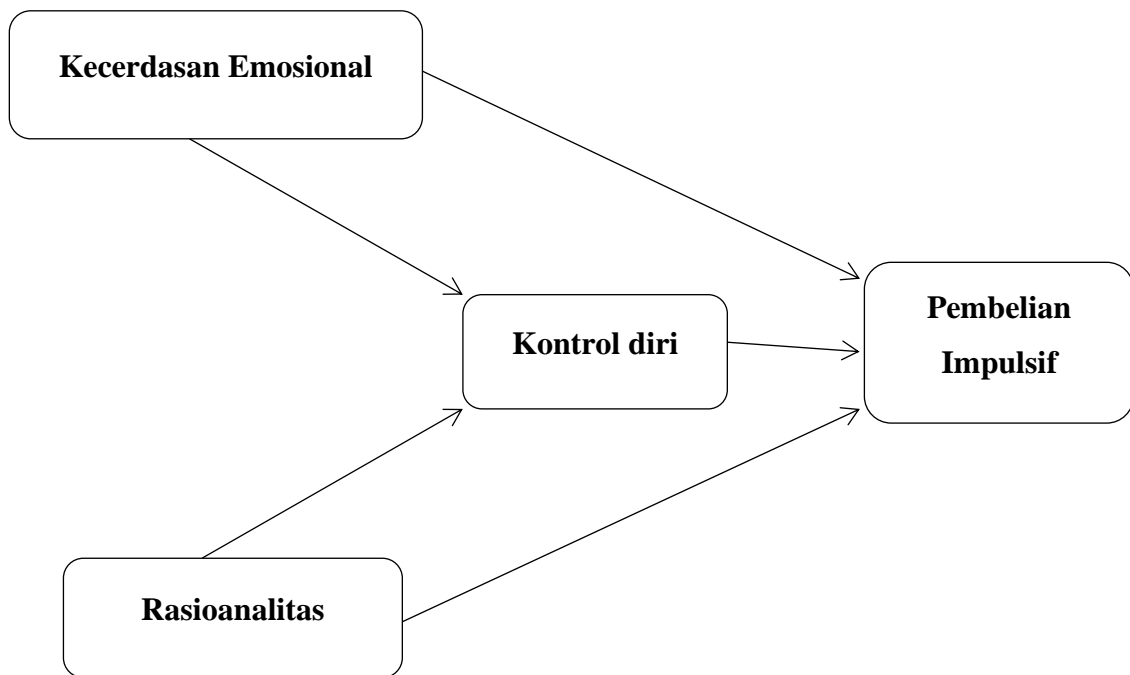 Kecerdasan Emosional
Kontrol diri
Pembelian
Impulsif
Rasioanalitas